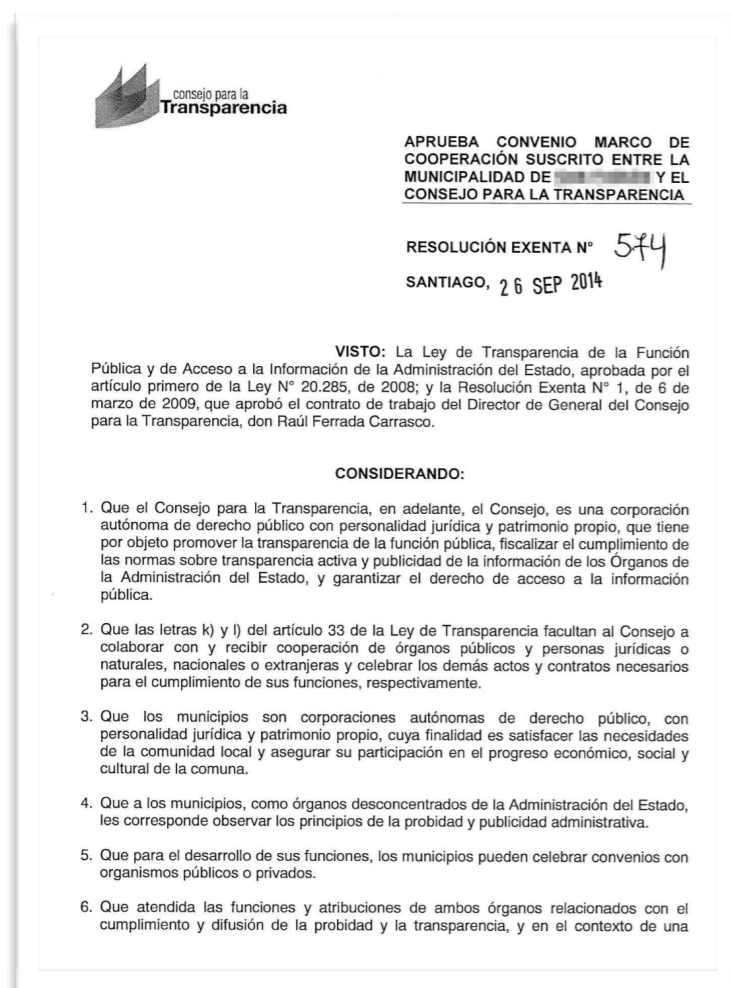 consejo para la
Transparencia
APRUEBA CONVENIO MARCO DE
COOPERACIÓN SUSCRITO ENTRE LA
MUNICIPALIDAD DE Y EL
CONSEJO PARA LA TRANSPARENCIA
RESOLUCIÓN EXENTA N° 574
SANTIAGO, 26 SEP 2014
VISTO: La Ley de Transparencia de la Función
Pública y de Acceso a la Información de la Administración del Estado, aprobada por el
artículo primero de la Ley N° 20.285, de 2008; y la Resolución Exenta N° 1, de 6 de
marzo de 2009, que aprobó el contrato de trabajo del Director de General del Consejo
para la Transparencia, don Raúl Ferrada Carrasco.
CONSIDERANDO:
1. Que el Consejo para la Transparencia, en adelante, el Consejo, es una corporación
autónoma de derecho público con personalidad jurídica y patrimonio propio, que tiene
por objeto promover la transparencia de la función pública, fiscalizar el cumplimiento de
las normas sobre transparencia activa y publicidad de la información de los Órganos de
la Administración del Estado, y garantizar el derecho de acceso a la información
pública.
2. Que las letras k) y l) del artículo 33 de la Ley de Transparencia facultan al Consejo a
colaborar con y recibir cooperación de órganos públicos y personas jurídicas o
naturales, nacionales o extranjeras y celebrar los demás actos y contratos necesarios
para el cumplimiento de sus funciones, respectivamente.
3. Que los municipios son corporaciones autónomas de derecho público, con
personalidad jurídica y patrimonio propio, cuya finalidad es satisfacer las necesidades
de la comunidad local y asegurar su participación en el progreso económico, social y
cultural de la comuna.
4. Que a los municipios, como órganos desconcentrados de la Administración del Estado,
les corresponde observar los principios de la probidad y publicidad administrativa.
5. Que para el desarrollo de sus funciones, los municipios pueden celebrar convenios con
organismos públicos o privados.
6. Que atendida las funciones y atribuciones de ambos órganos relacionados con el
cumplimiento y difusión de la probidad y la transparencia, y en el contexto de una